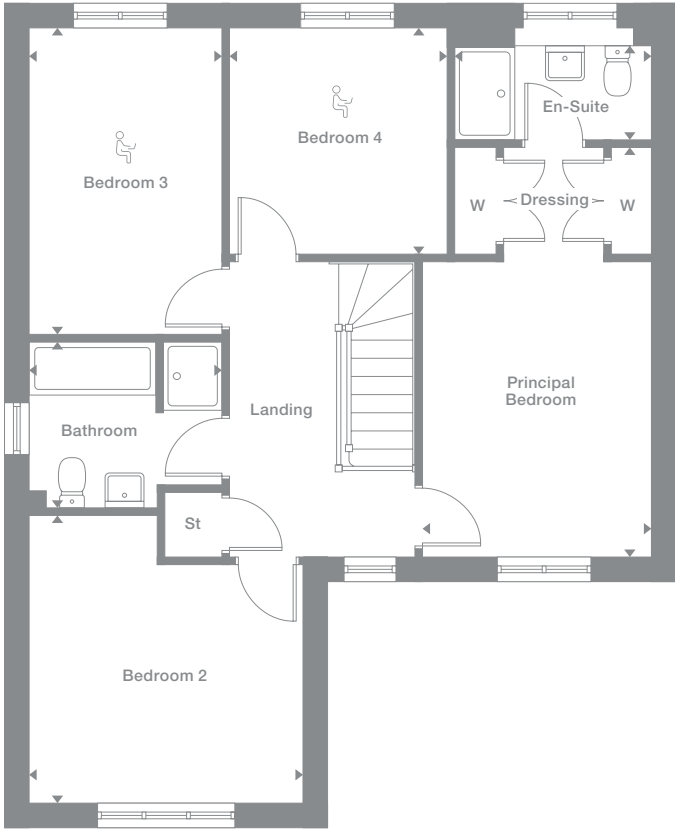 En-Suite
Bedroom 4
Bedroom 3
W
Dressing
W
Principal
Bedroom
Landing
Bathroom
St
Bedroom 2